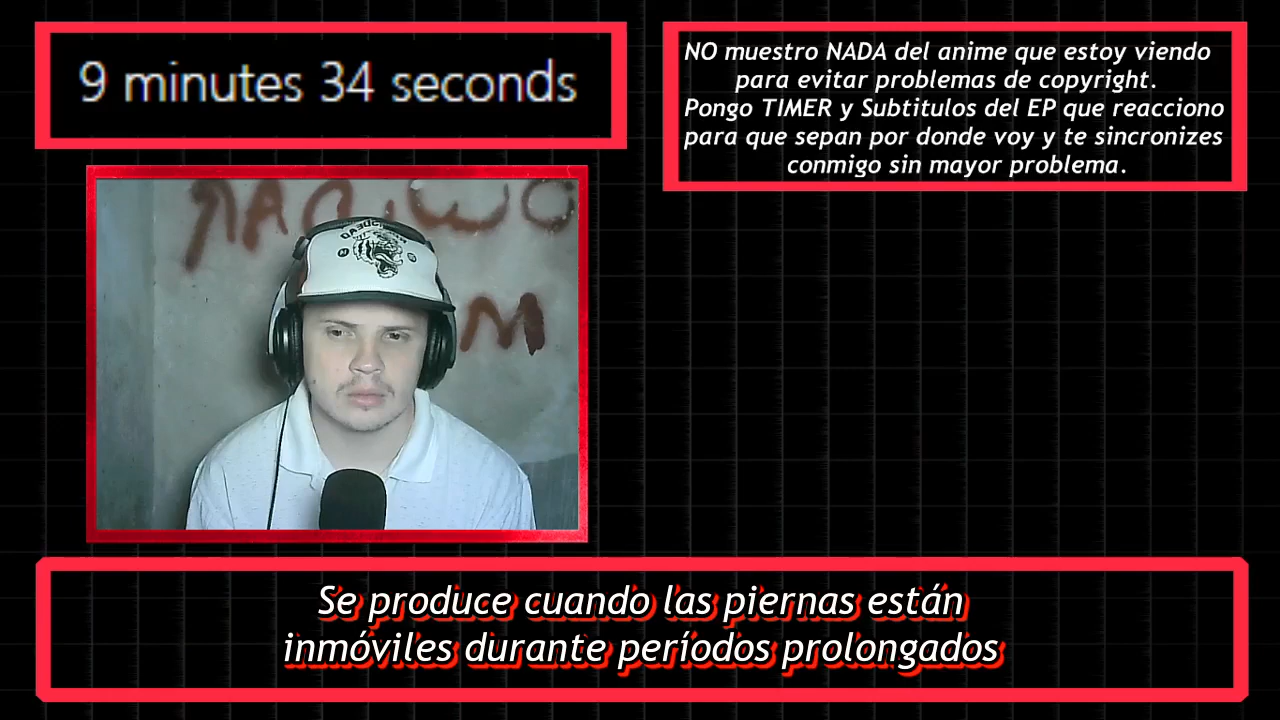 9 minutes 34 seconds
NO muestro NADA del anime que estoy viendo
para evitar problemas de copyright.
Pongo TIMER y Subtitulos del EP que reacciono
para que sepan por donde voy y te sincronizes
conmigo sin mayor problema.
Se produce cuando las piernas están
inmóviles durante períodos prolongados